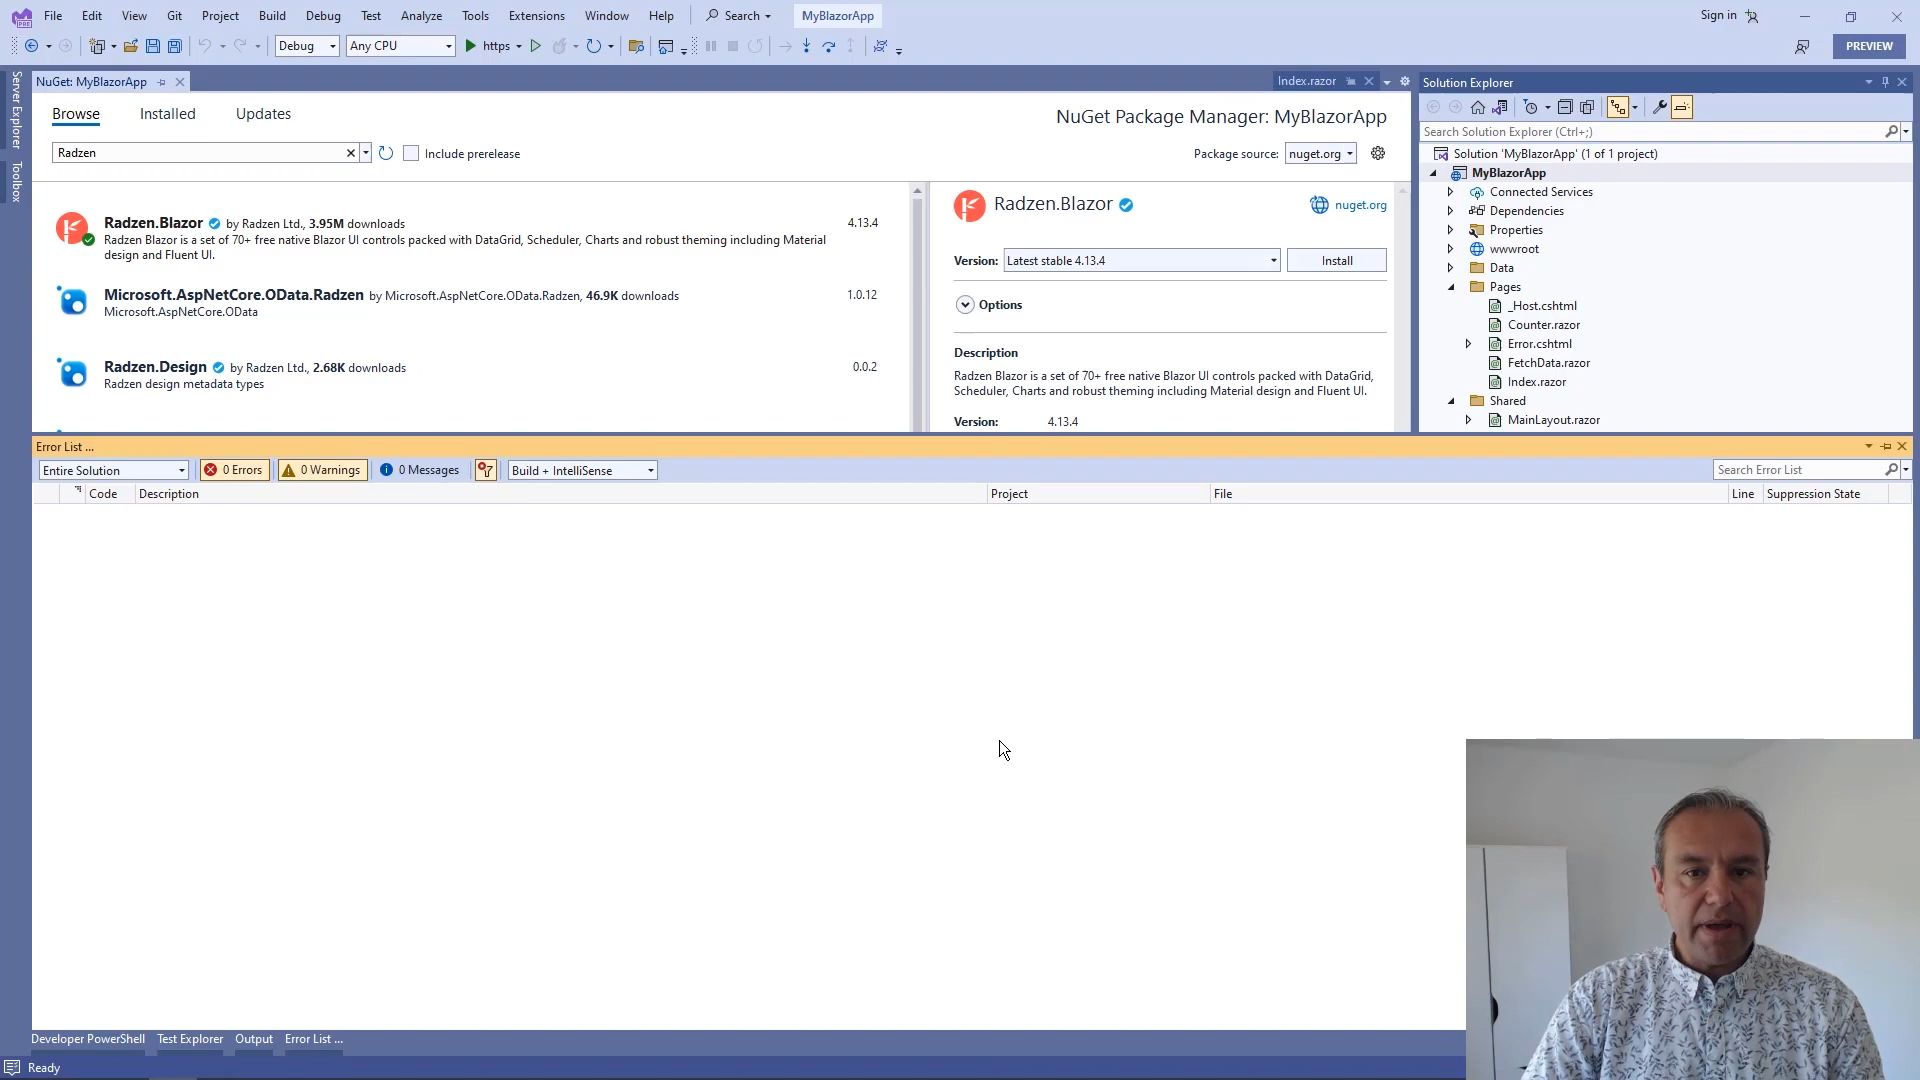 File Edit View Git Project Build Debug Test Analyze Tools Extensions Window Help Search MyBlazorApp Sign in
Debug Any CPU https PREVIEW
Server Explorer
Toolbox
NuGet: MyBlazorApp Index.razor
Browse Installed Updates
NuGet Package Manager: MyBlazorApp
Radzen Include prerelease Package source: nuget.org
Radzen.Blazor by Radzen Ltd., 3.95M downloads 4.13.4
Radzen Blazor is a set of 70+ free native Blazor UI controls packed with DataGrid, Scheduler, Charts and robust theming including Material
design and Fluent UI.
Microsoft.AspNetCore.OData.Radzen by Microsoft.AspNetCore.OData.Radzen, 46.9K downloads 1.0.12
Microsoft.AspNetCore.OData
Radzen.Design by Radzen Ltd., 2.68K downloads 0.0.2
Radzen design metadata types
Radzen.Blazor nuget.org
Version: Latest stable 4.13.4 Install
Options
Description
Radzen Blazor is a set of 70+ free native Blazor UI controls packed with DataGrid,
Scheduler, Charts and robust theming including Material design and Fluent UI.
Version: 4.13.4
Solution Explorer
Search Solution Explorer (Ctrl+;)
Solution 'MyBlazorApp' (1 of 1 project)
MyBlazorApp
Connected Services
Dependencies
Properties
wwwroot
Data
Pages
_Host.cshtml
Counter.razor
Error.cshtml
FetchData.razor
Index.razor
Shared
MainLayout.razor
Error List ...
Entire Solution 0 Errors 0 Warnings 0 Messages Build + IntelliSense Search Error List
Code Description Project File Line Suppression State
Developer PowerShell Test Explorer Output Error List ...
Ready